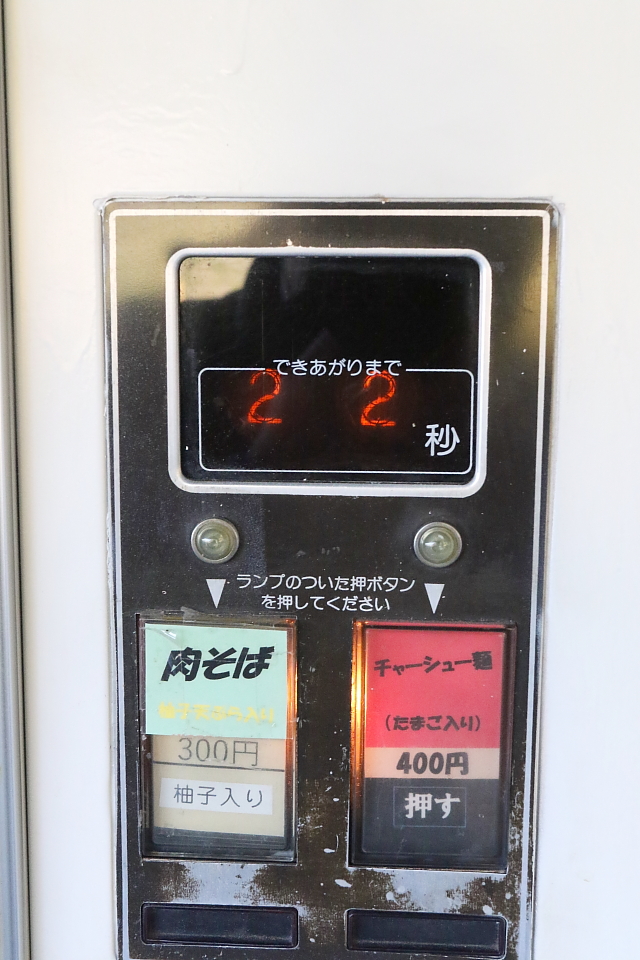 できあがりまで
2 2
秒
ランプのついた押ボタン
を押してください
肉そば
300円
柚子入り
チャーシュー麺
(たまご入り)
400円
押す